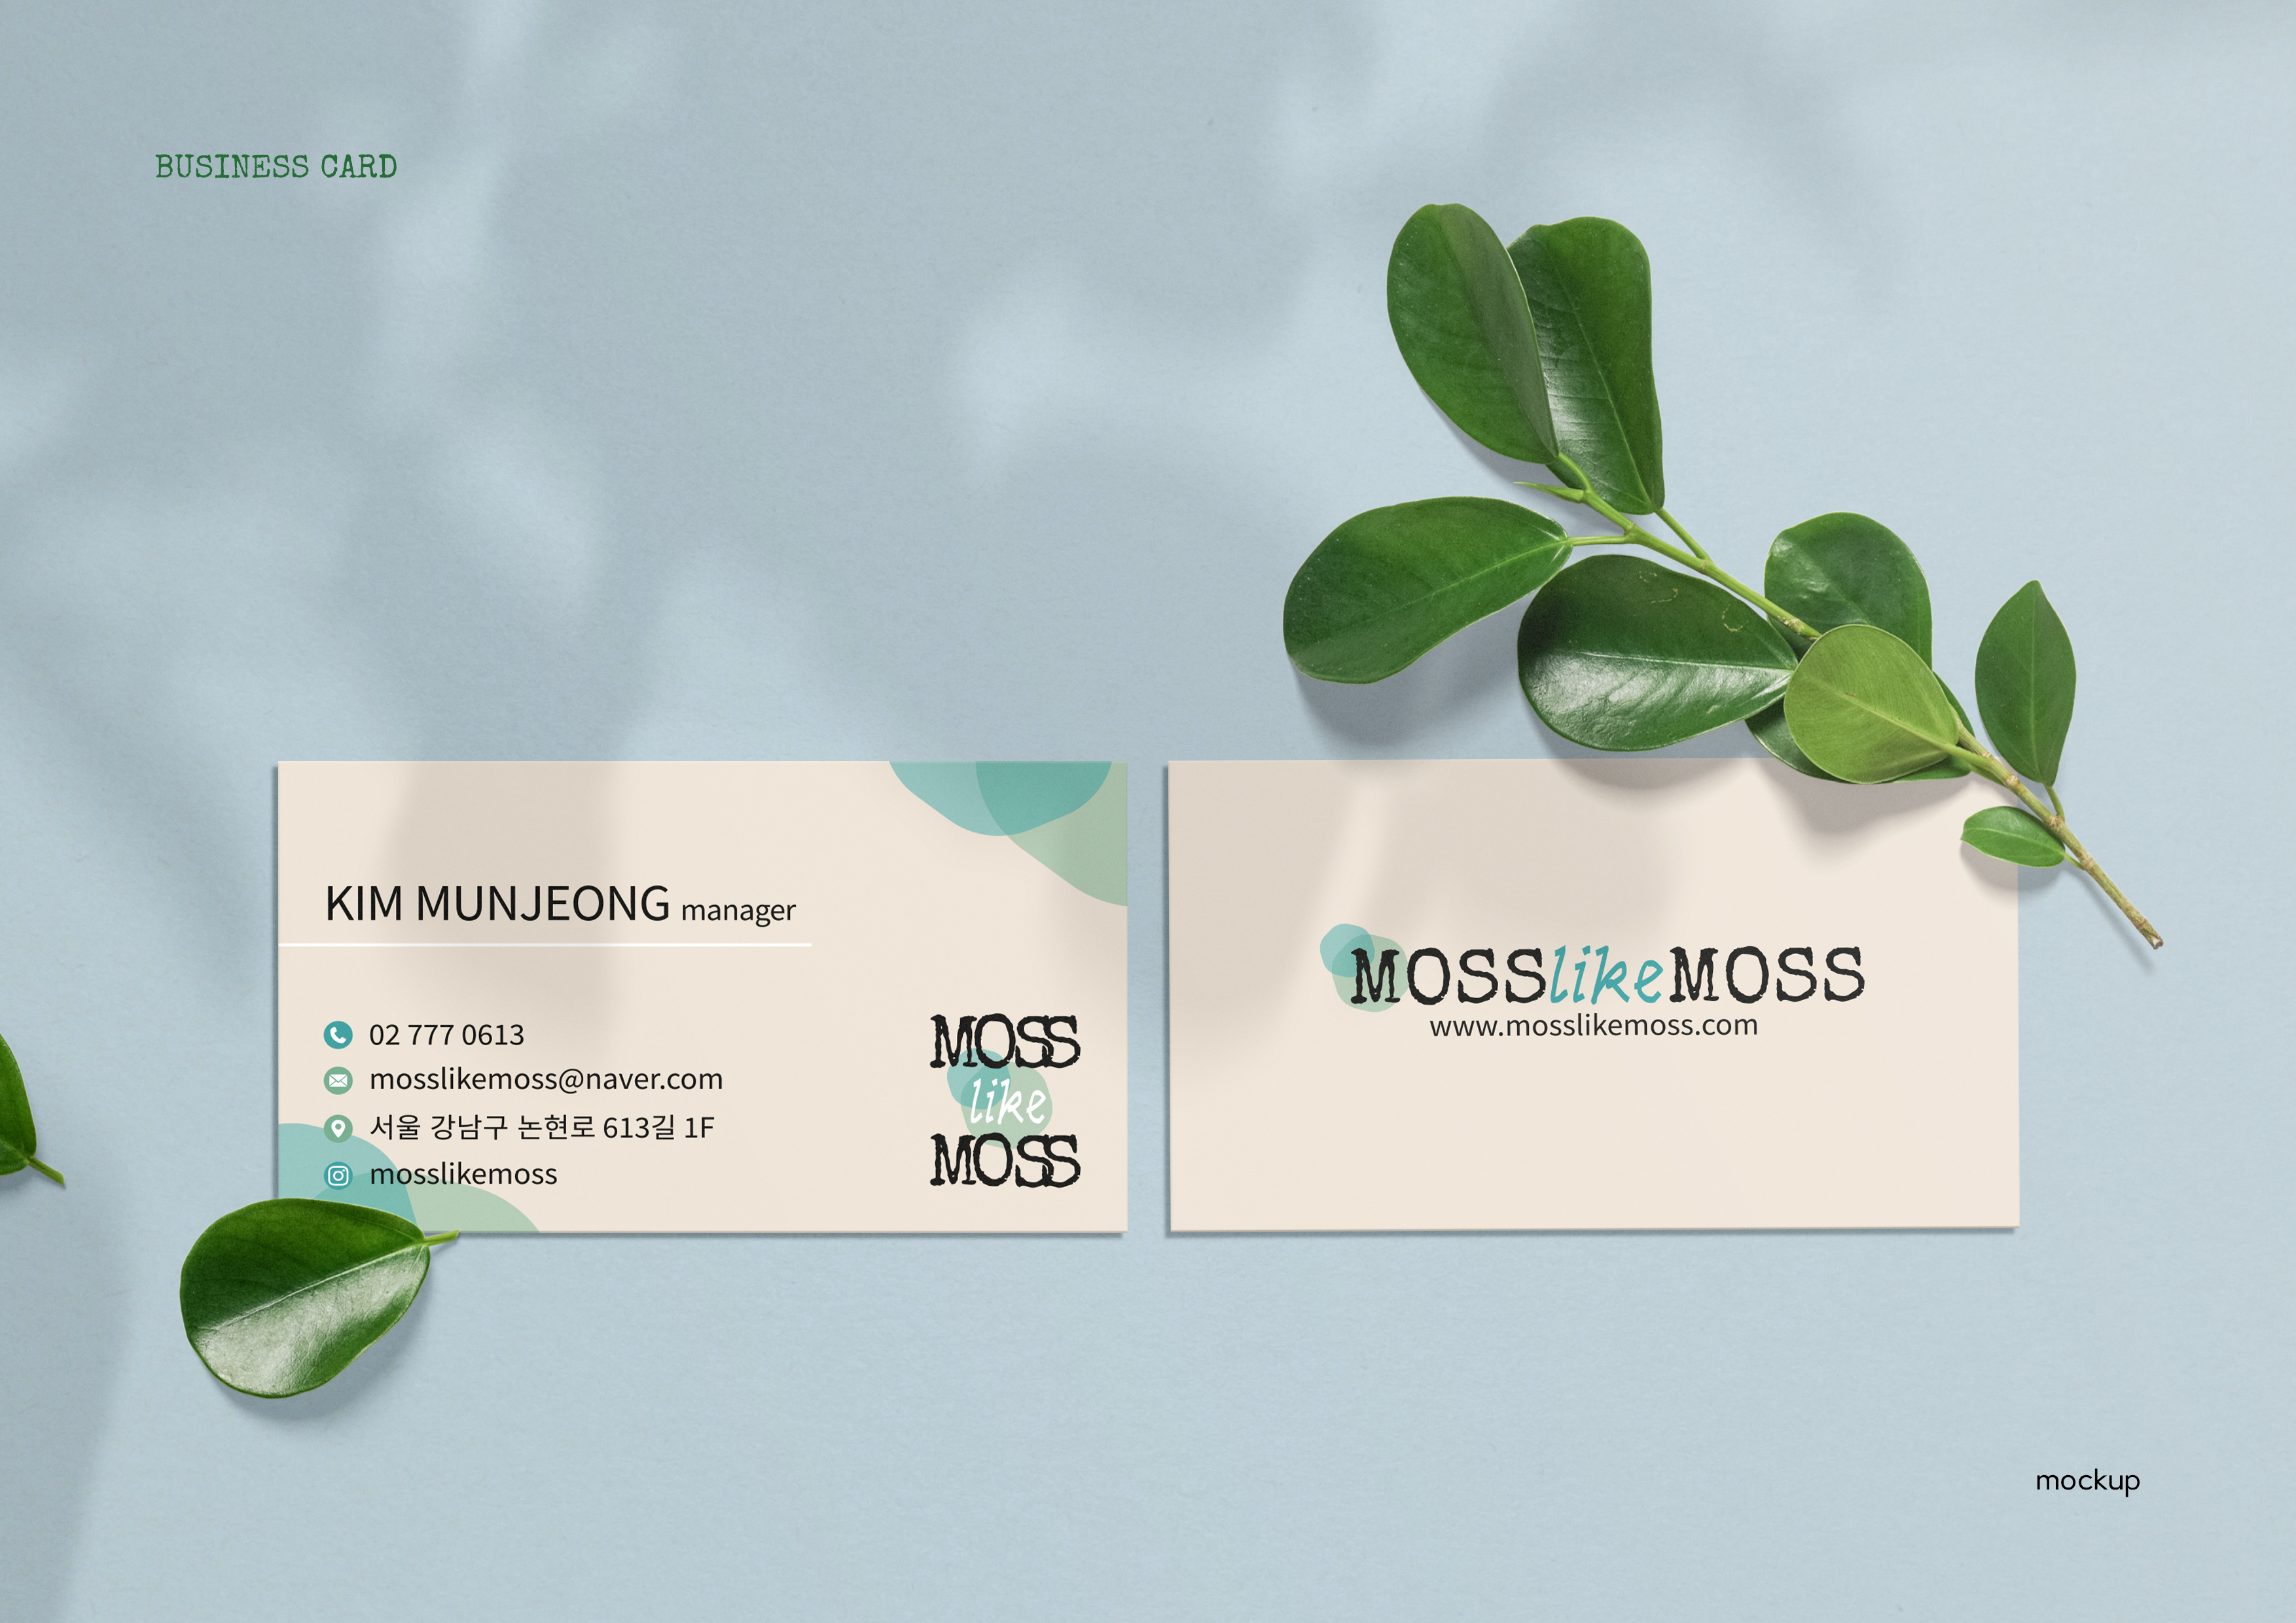 BUSINESS CARD
KIM MUNJEONG manager
02 777 0613
mosslikemoss@naver.com
서울 강남구 논현로 613길 1F
mosslikemoss
MOSS
like
MOSS
MOSSlikeMOSS
www.mosslikemoss.com
mockup